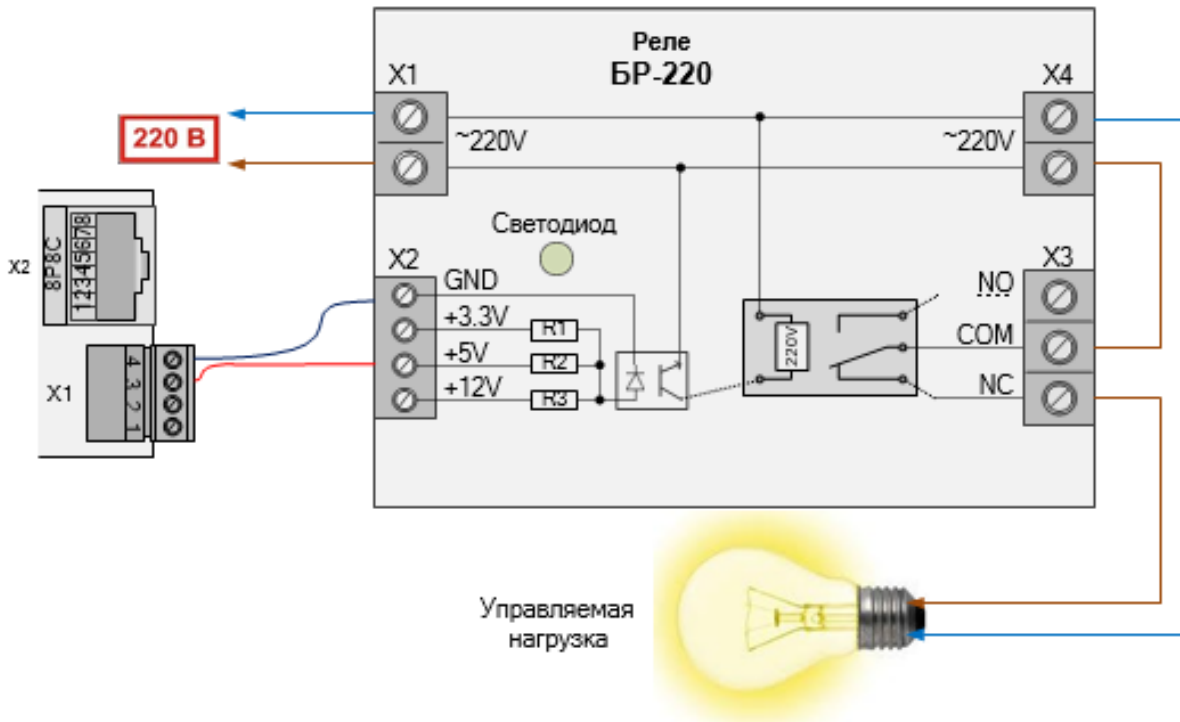 Реле
БР-220
X1
X4
220 В
~220V
~220V
Светодиод
X2
8P8C
12345678
X2
GND
+3.3V
+5V
+12V
R1
R2
R3
220V
X3
NO
COM
NC
X1
4 3 2 1
Управляемая
нагрузка